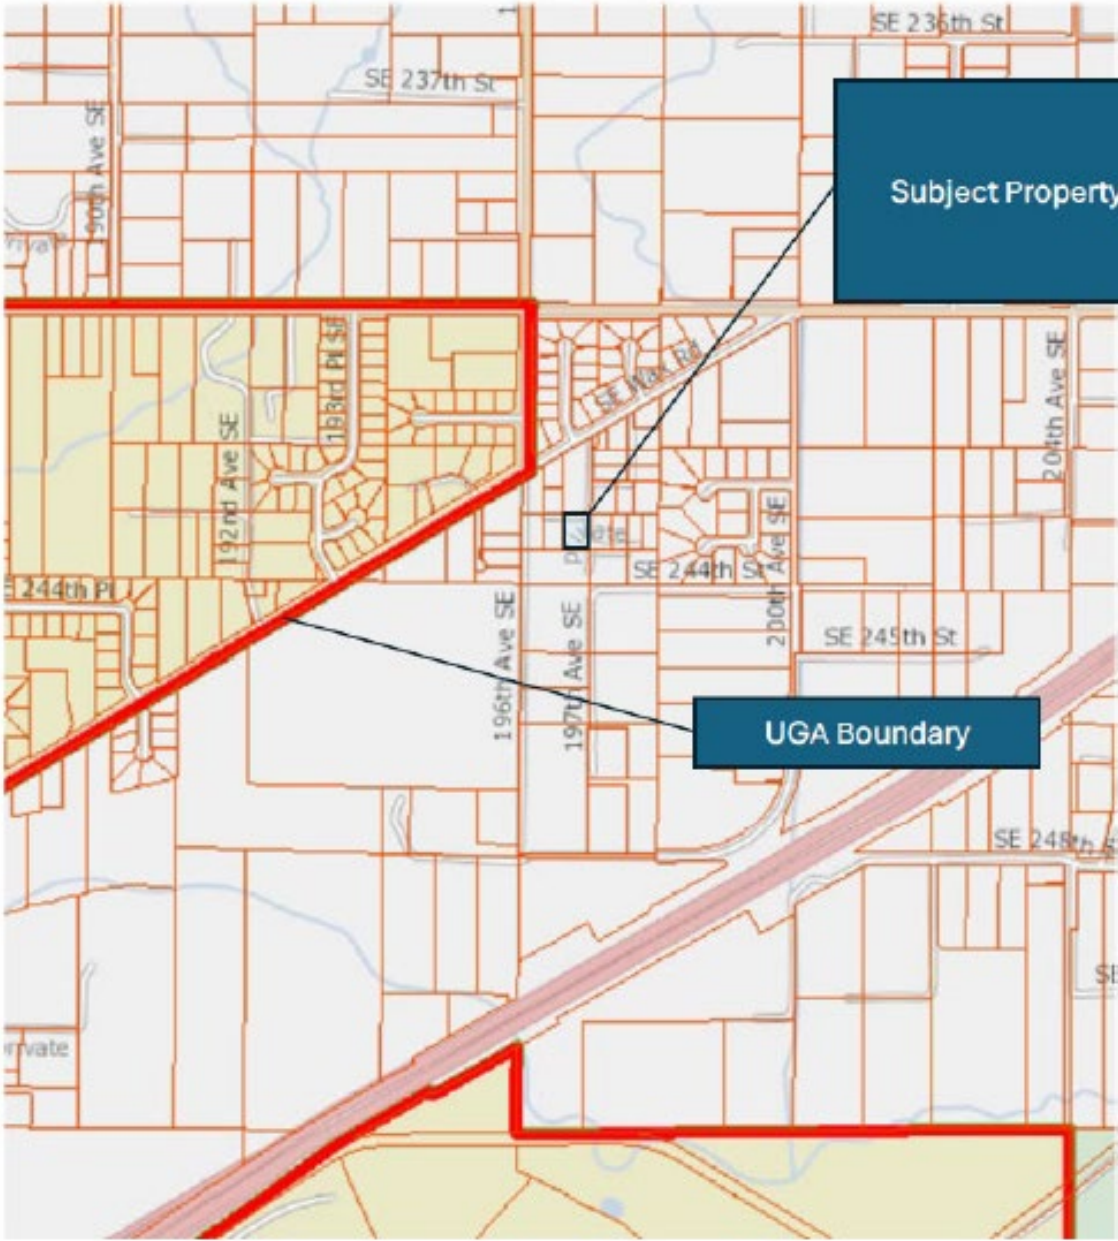 SE 236th St
SE 237th St
190th Ave SE
Subject Property
193rd Pl SE
SE Wax Rd
204th Ave SE
192nd Ave SE
200th Ave SE
SE 244th St
E 244th Pl
196th Ave SE
197th Ave SE
SE 245th St
UGA Boundary
SE 248th S
SE
rivate